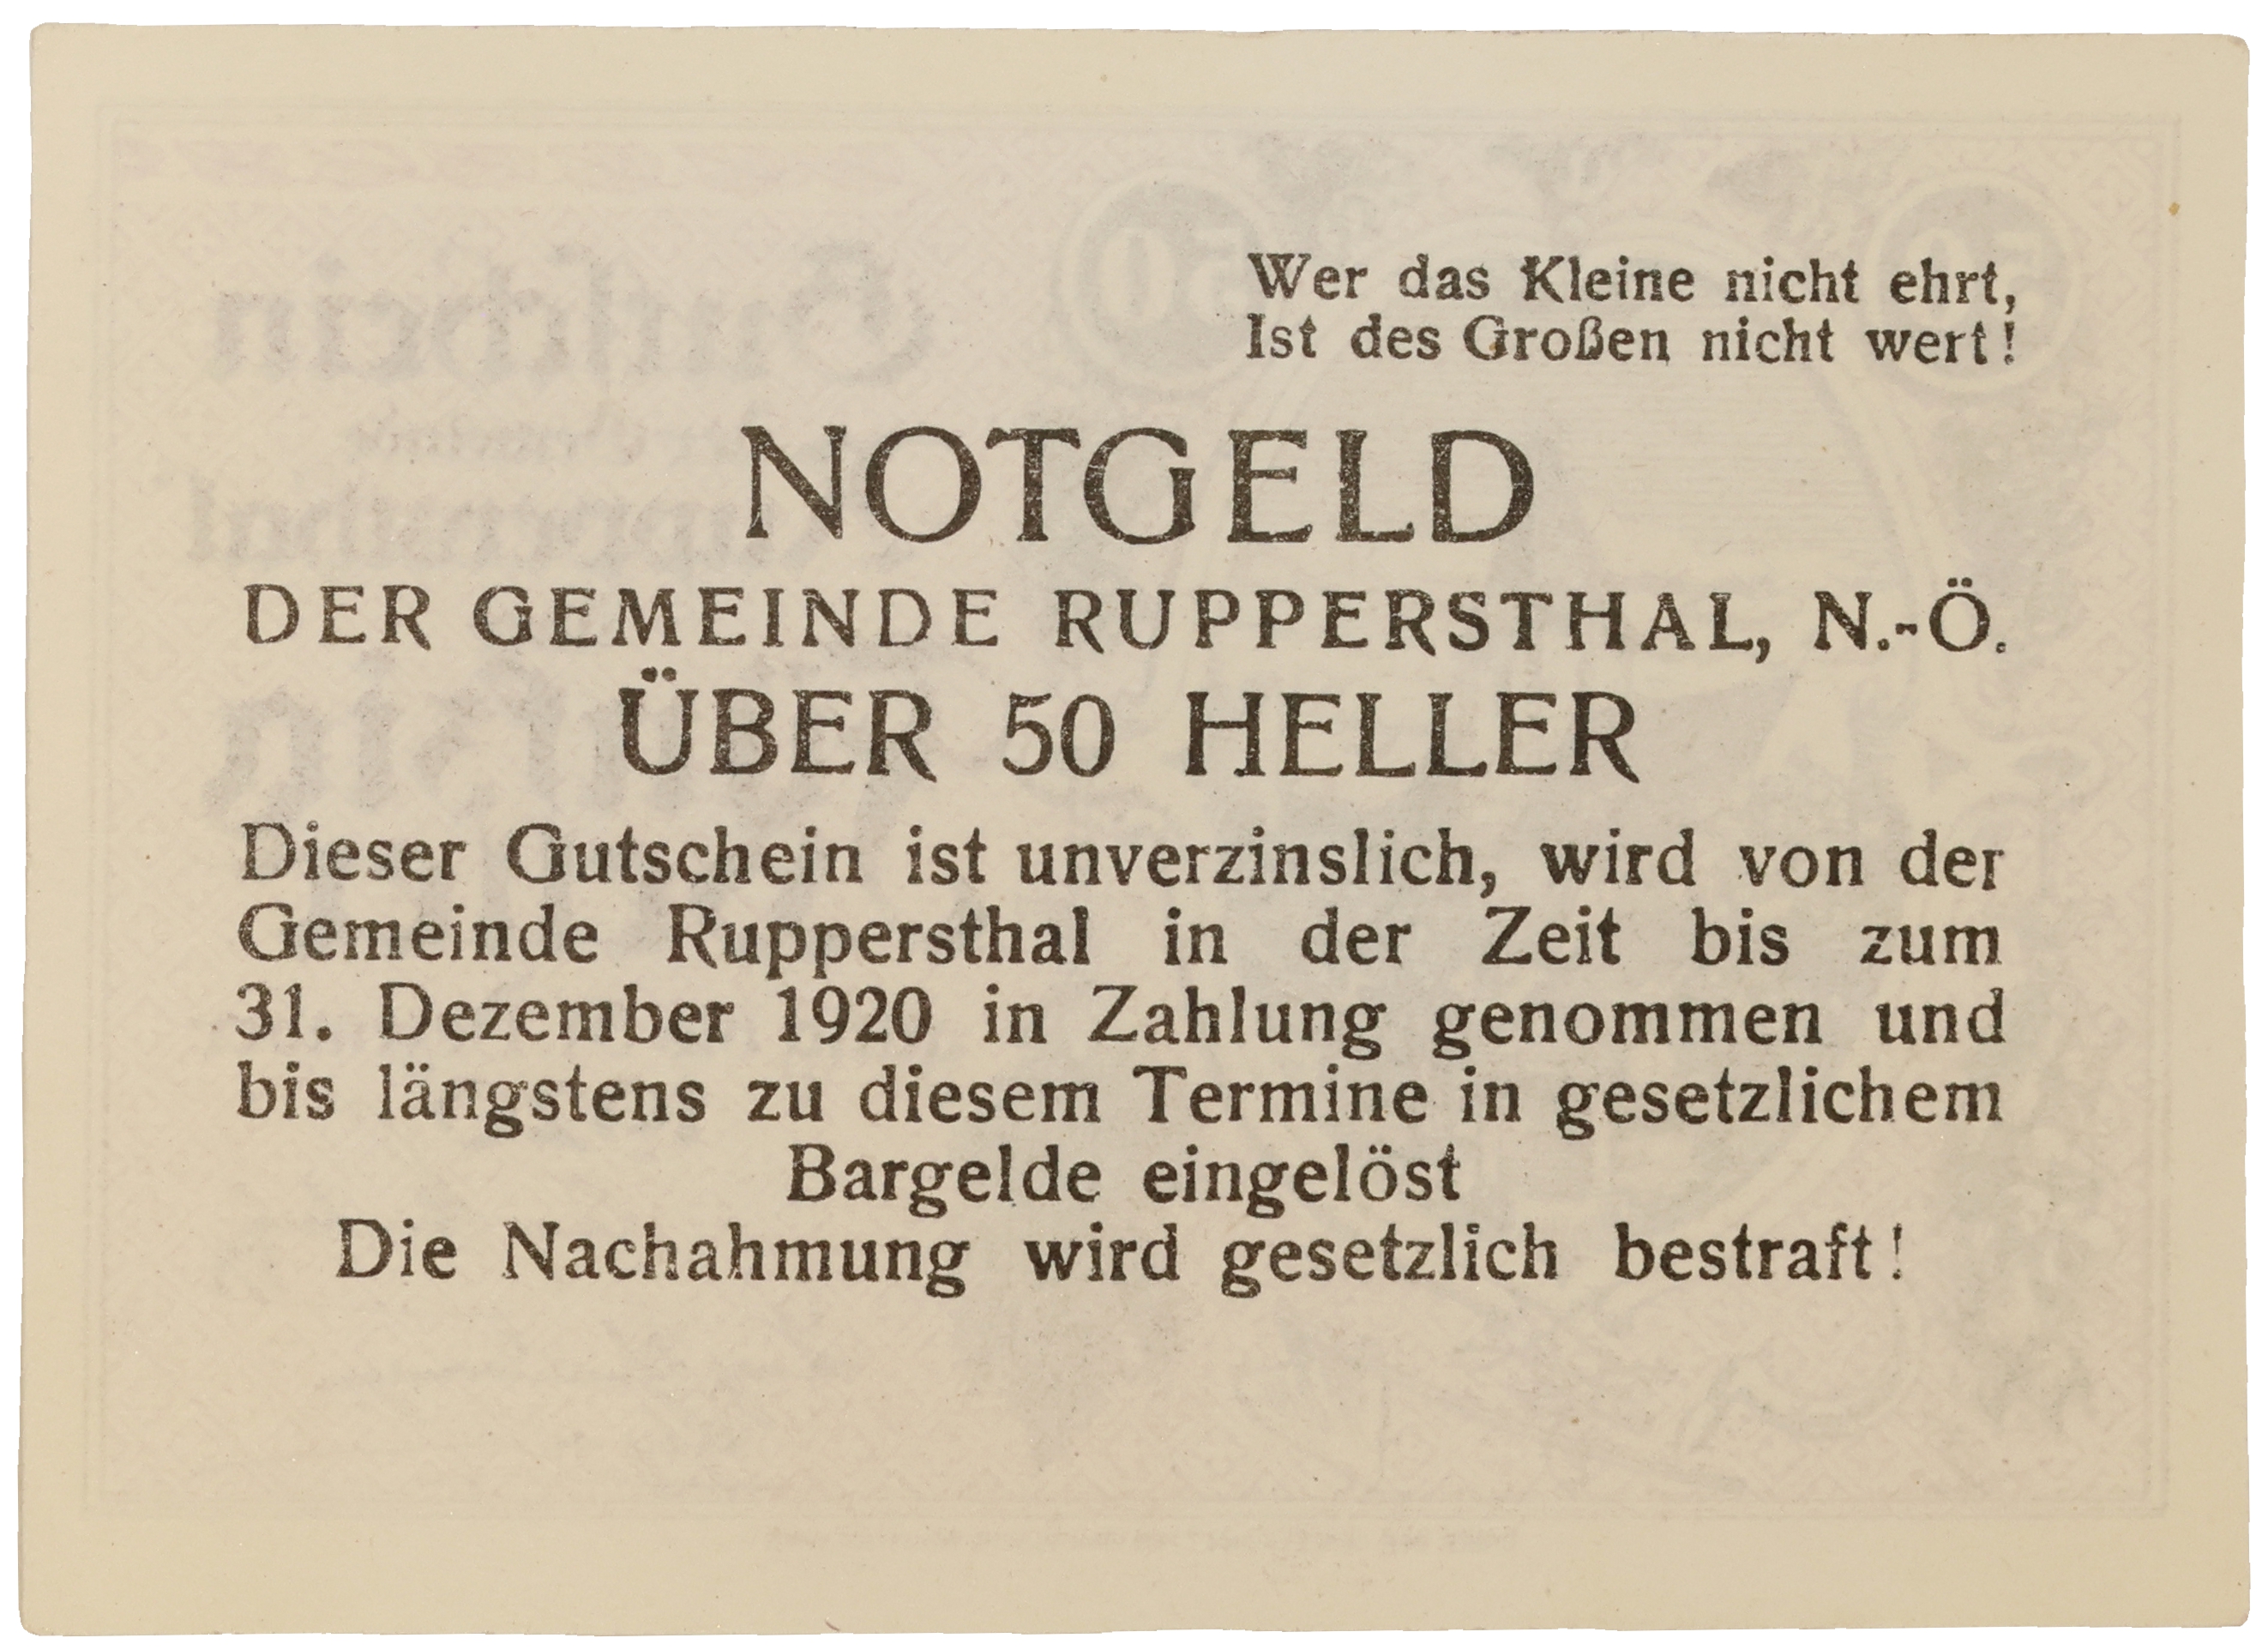 Wer das Kleine nicht ehrt,
Ist des Großen nicht wert!
NOTGELD
DER GEMEINDE RUPPERSTHAL, N.-Ö.
ÜBER 50 HELLER
Dieser Gutschein ist unverzinslich, wird von der
Gemeinde Ruppersthal in der Zeit bis zum
31. Dezember 1920 in Zahlung genommen und
bis längstens zu diesem Termine in gesetzlichem
Bargelde eingelöst
Die Nachahmung wird gesetzlich bestraft!